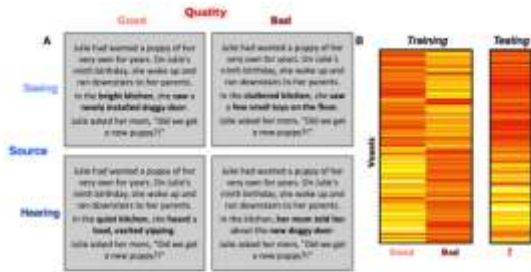 Quality
Good
Bad
A
B
Training
Testing
Seeing
Source
Hearing
Julie had wanted a puppy of her
very own for years. On Julie's
ninth birthday, she woke up and
ran downstairs to her parents.
In the bright kitchen, she saw a
newly installed doggy door.
Julie asked her mom, "Did we get
a new puppy?!"
Julie had wanted a puppy of her
very own for years. On Julie's
ninth birthday, she woke up and
ran downstairs to her parents.
In the cluttered kitchen, she saw
a few small toys on the floor.
Julie asked her mom, "Did we get
a new puppy?!"
Julie had wanted a puppy of her
very own for years. On Julie's
ninth birthday, she woke up and
ran downstairs to her parents.
In the quiet kitchen, she heard a
loud, excited yipping.
Julie asked her mom, "Did we get
a new puppy?!"
Julie had wanted a puppy of her
very own for years. On Julie's
ninth birthday, she woke up and
ran downstairs to her parents.
In the kitchen, her mom told her
about the new doggy door.
Julie asked her mom, "Did we get
a new puppy?!"
Voxels
Good
Bad
?